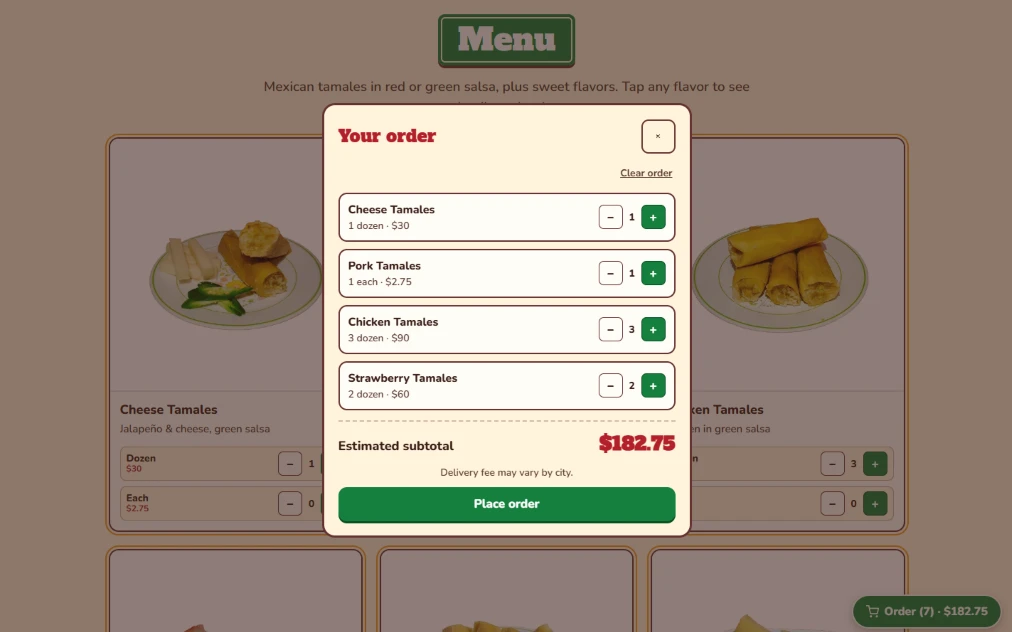 Menu
Mexican tamales in red or green salsa, plus sweet flavors. Tap any flavor to see
Your order
×
Clear order
Cheese Tamales
1 dozen · $30
− 1 +
Pork Tamales
1 each · $2.75
− 1 +
Chicken Tamales
3 dozen · $90
− 3 +
Strawberry Tamales
2 dozen · $60
− 2 +
Estimated subtotal
$182.75
Delivery fee may vary by city.
Place order
Cheese Tamales
Jalapeño & cheese, green salsa
Dozen
$30
− 1
Each
$2.75
− 0
Tamales
in green salsa
− 3 +
− 0 +
Order (7) · $182.75